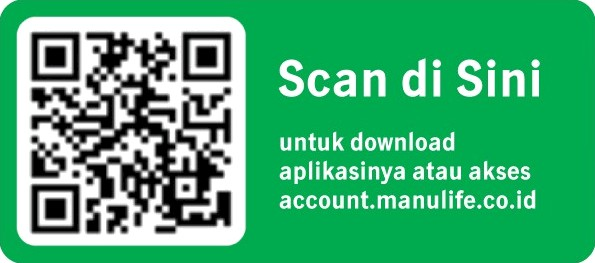 Scan di Sini
untuk download
aplikasinya atau akses
account.manulife.co.id